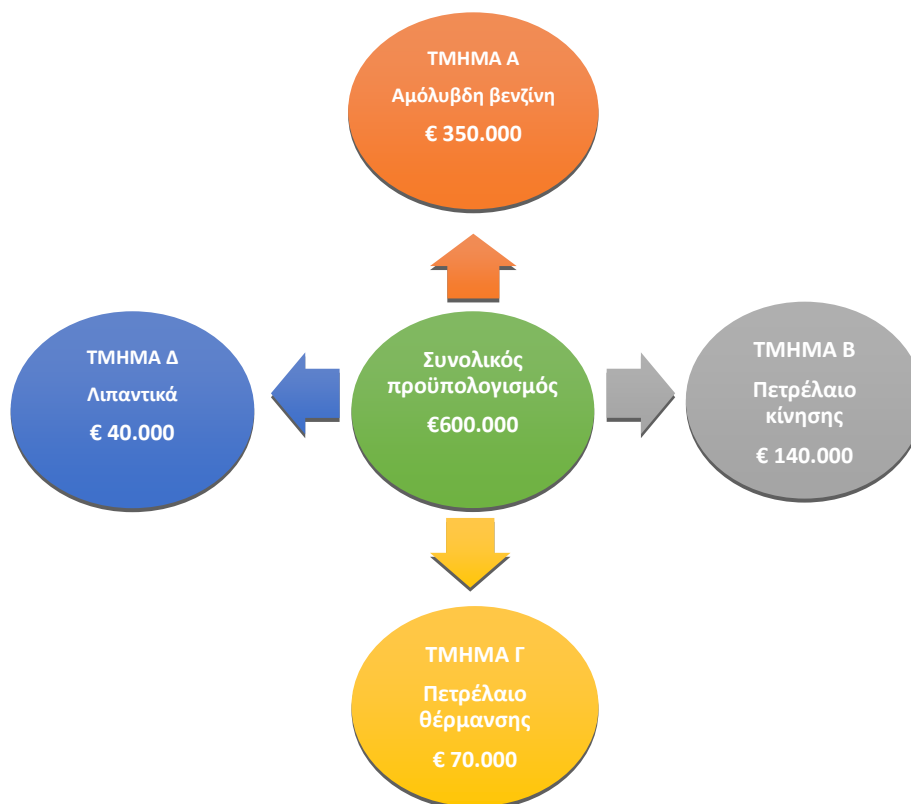 ΤΜΗΜΑ Α
Αμόλυβδη βενζίνη
€ 350.000
ΤΜΗΜΑ Δ
Λιπαντικά
€ 40.000
Συνολικός
προϋπολογισμός
€600.000
ΤΜΗΜΑ Β
Πετρέλαιο
κίνησης
€ 140.000
ΤΜΗΜΑ Γ
Πετρέλαιο
θέρμανσης
€ 70.000